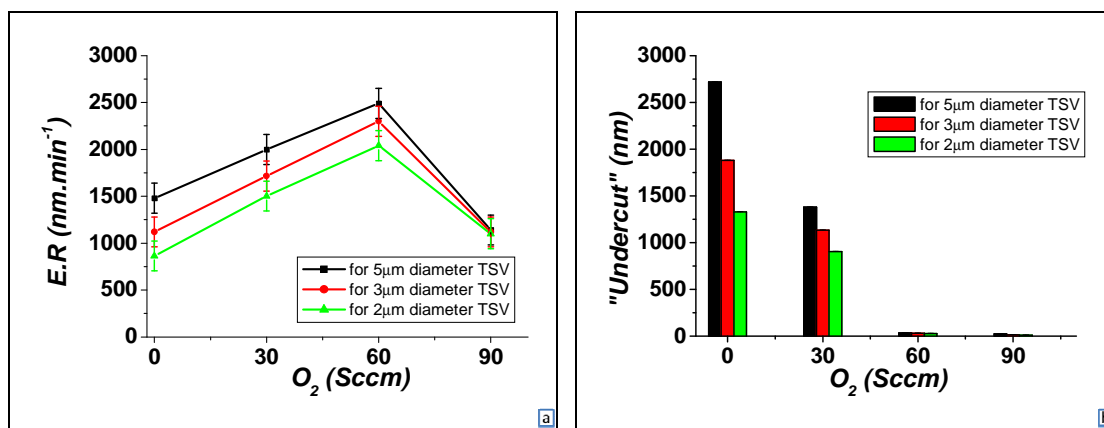 3000
2500
2000
1500
1000
500
0
E.R (nm.min⁻¹)
for 5μm diameter TSV
for 3μm diameter TSV
for 2μm diameter TSV
0 30 60 90
O₂ (Sccm)
a
3000
2500
2000
1500
1000
500
0
"Undercut" (nm)
for 5μm diameter TSV
for 3μm diameter TSV
for 2μm diameter TSV
0 30 60 90
O₂ (Sccm)
b